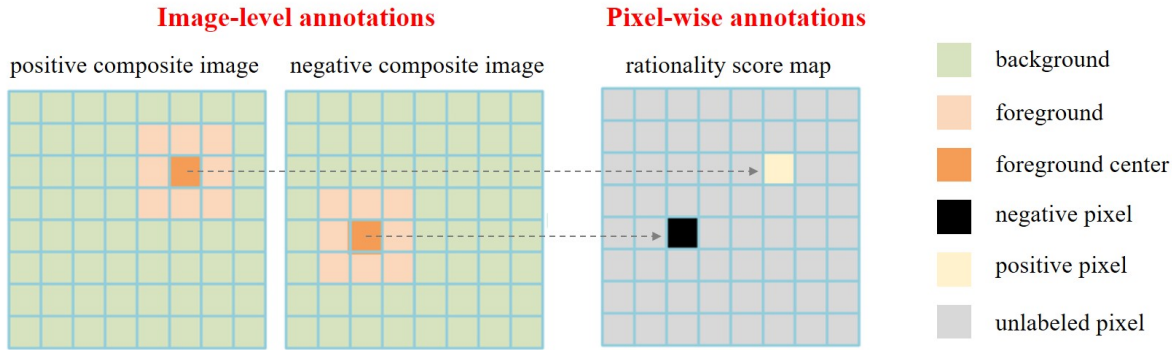 Image-level annotations
Pixel-wise annotations
positive composite image
negative composite image
rationality score map
background
foreground
foreground center
negative pixel
positive pixel
unlabeled pixel